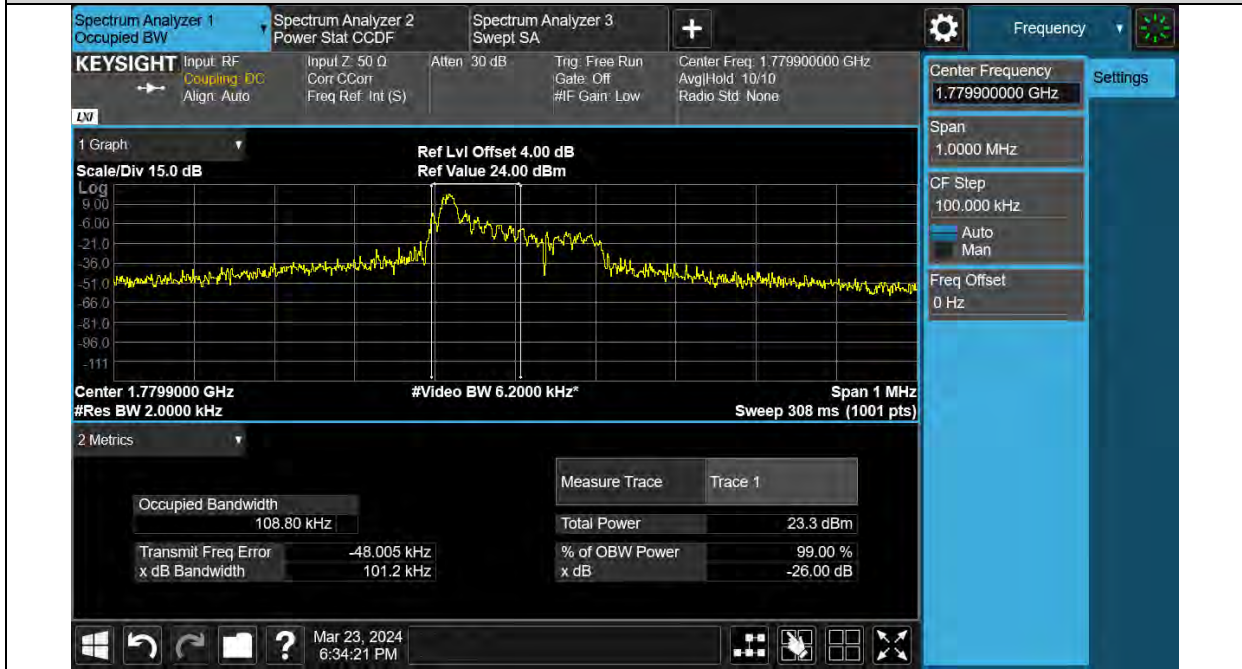 Spectrum Analyzer 1
Occupied BW
Spectrum Analyzer 2
Power Stat CCDF
Spectrum Analyzer 3
Swept SA
+
Frequency
KEYSIGHT
Input: RF
Coupling: DC
Align: Auto
Input Z: 50 Ω
Corr CCorr
Freq Ref: Int (S)
Atten: 30 dB
Trig: Free Run
Gate: Off
#IF Gain: Low
Center Freq: 1.779900000 GHz
Avg|Hold: 10/10
Radio Std: None
LXI
Center Frequency
1.779900000 GHz
Settings
Span
1.0000 MHz
CF Step
100.000 kHz
Auto
Man
Freq Offset
0 Hz
1 Graph
Scale/Div 15.0 dB
Ref Lvl Offset 4.00 dB
Ref Value 24.00 dBm
Log
9.00
-6.00
-21.0
-36.0
-51.0
-66.0
-81.0
-96.0
-111
Center 1.7799000 GHz
#Video BW 6.2000 kHz*
Span 1 MHz
#Res BW 2.0000 kHz
Sweep 308 ms (1001 pts)
2 Metrics
Measure Trace
Trace 1
Occupied Bandwidth
108.80 kHz
Total Power
23.3 dBm
Transmit Freq Error
-48.005 kHz
% of OBW Power
99.00 %
x dB Bandwidth
101.2 kHz
x dB
-26.00 dB
?
Mar 23, 2024
6:34:21 PM